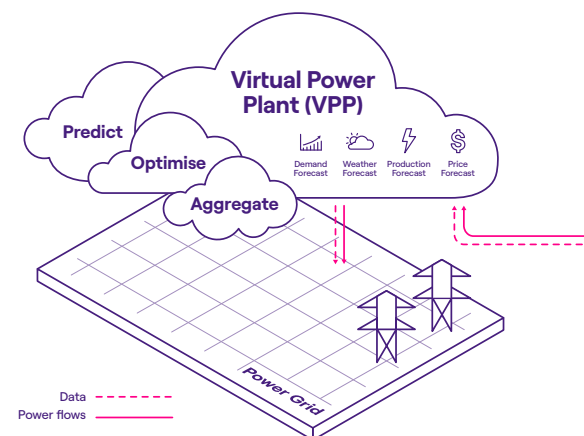 Virtual Power
Plant (VPP)
Predict
Optimise
Aggregate
Demand
Forecast
Weather
Forecast
Production
Forecast
Price
Forecast
Power Grid
Data
Power flows